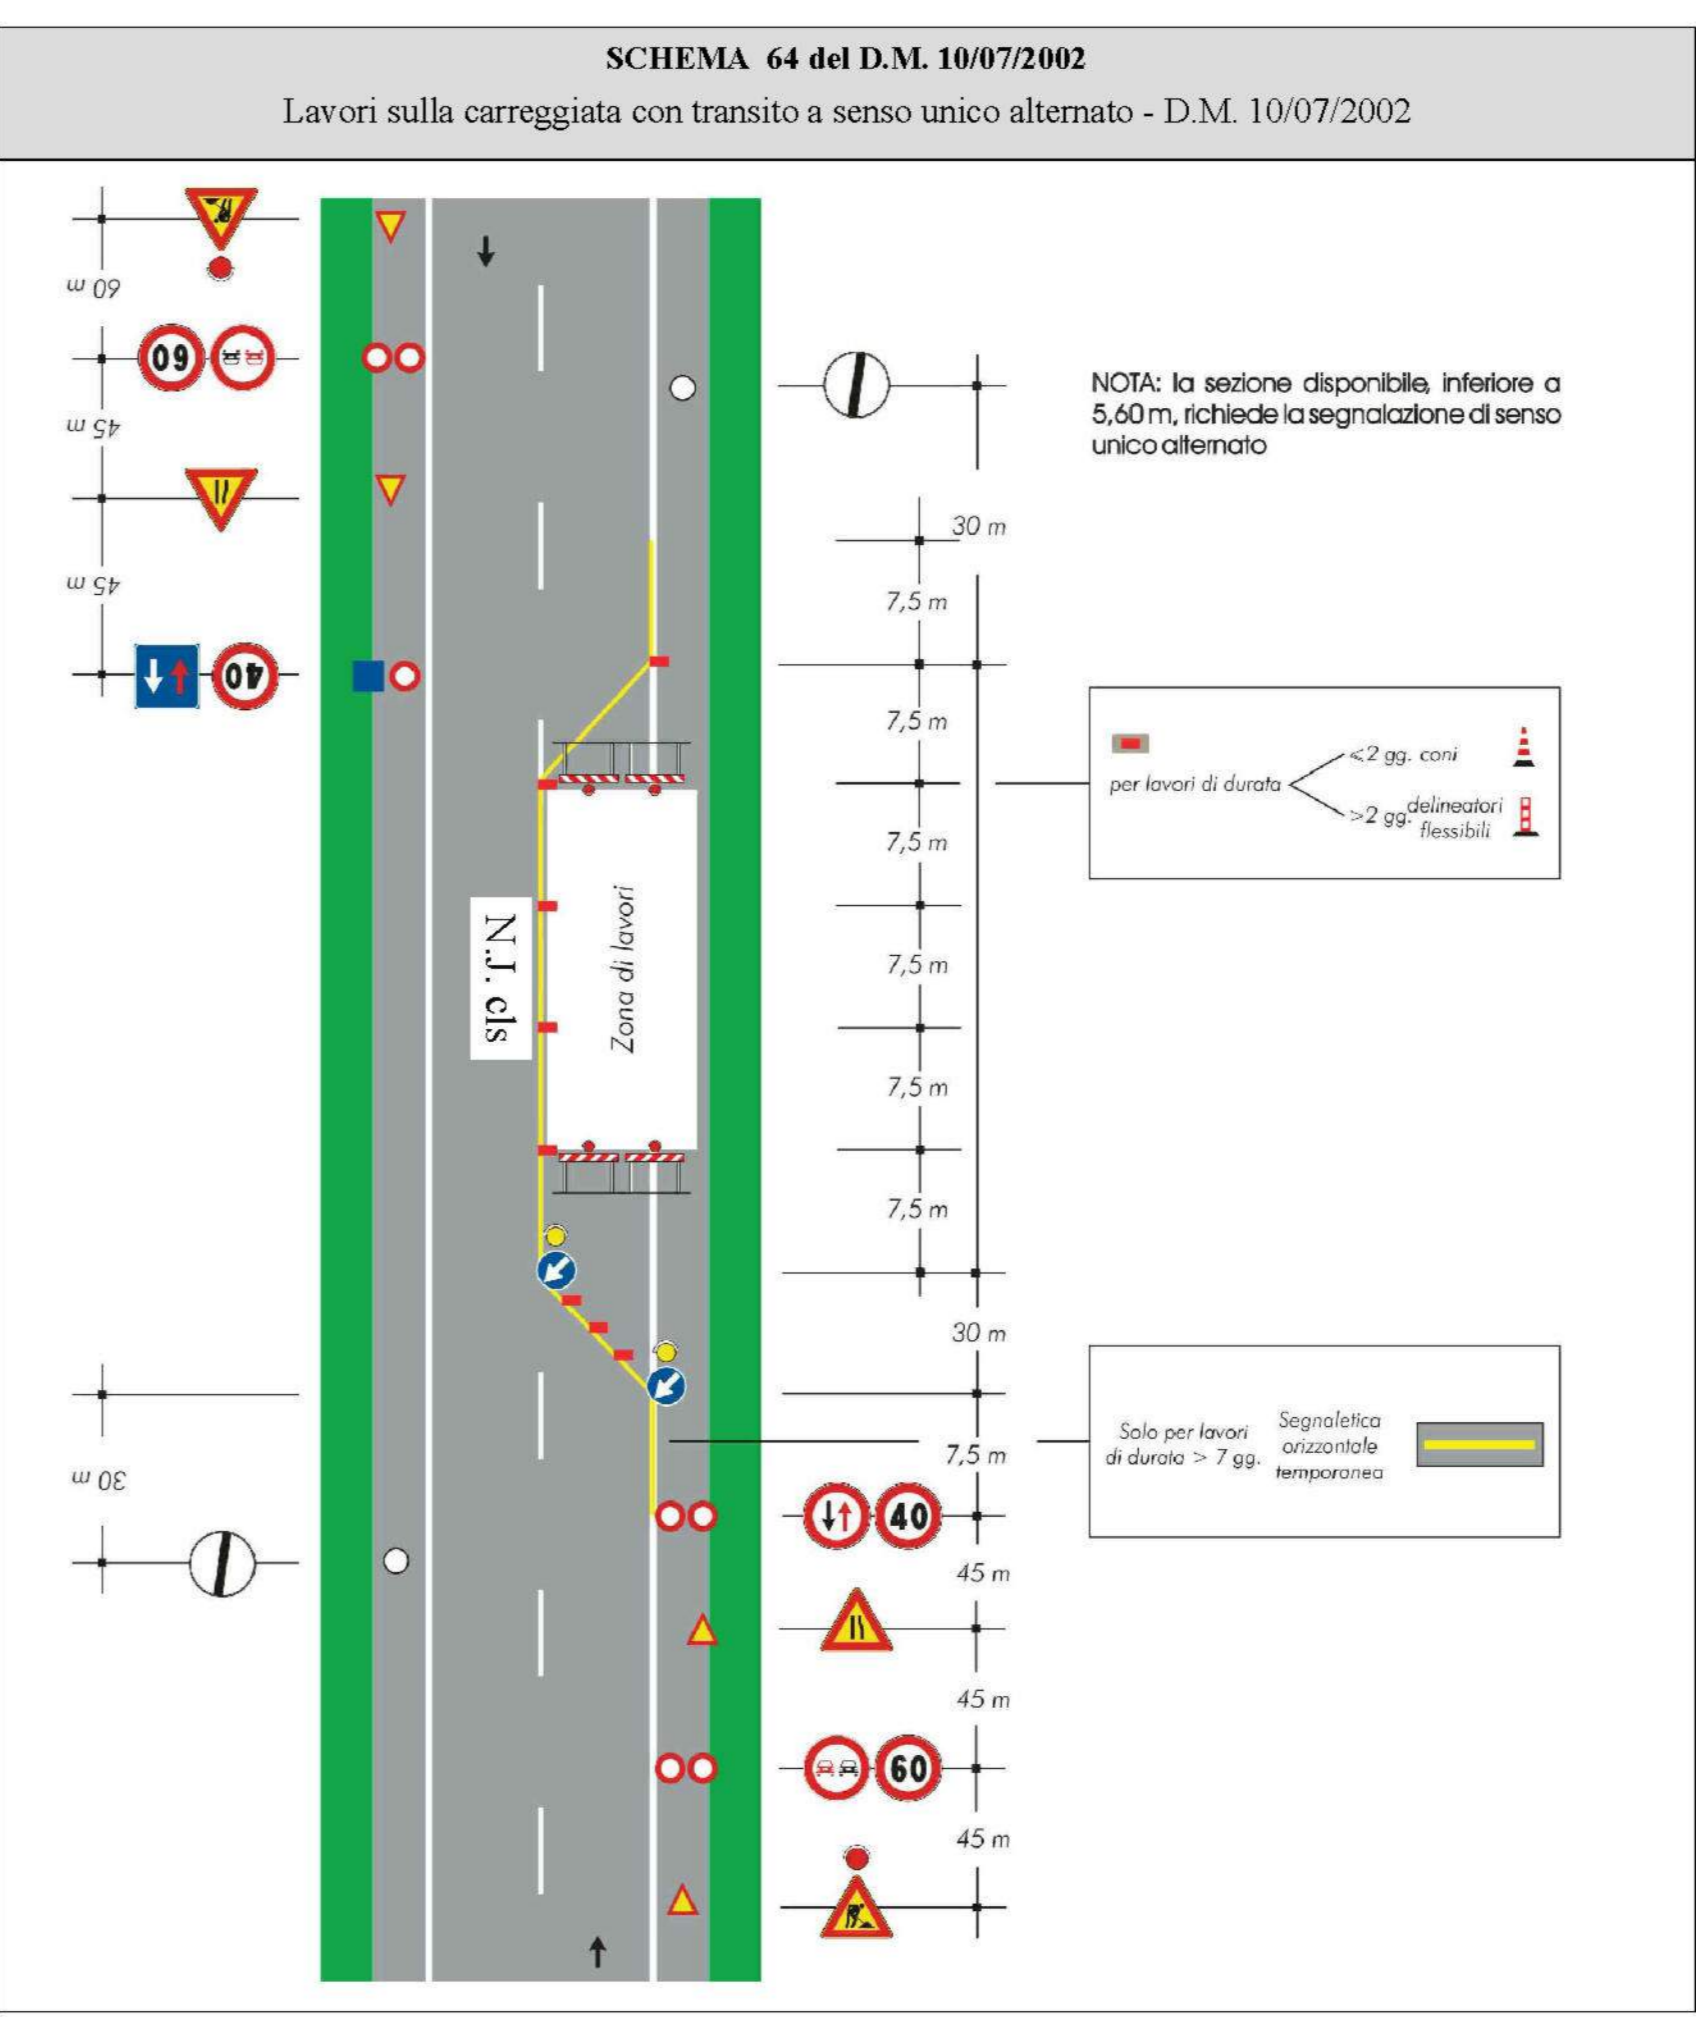 SCHEMA 64 del D.M. 10/07/2002
Lavori sulla carreggiata con transito a senso unico alternato - D.M. 10/07/2002
60 m
60
45 m
45 m
40
30 m
NOTA: la sezione disponibile, inferiore a
5,60 m, richiede la segnalazione di senso
unico alternato
30 m
7,5 m
7,5 m
7,5 m
7,5 m
7,5 m
7,5 m
per lavori di durata
<2 gg. coni
>2 gg. delineatori
flessibili
N.J. cls
Zona di lavori
30 m
7,5 m
Solo per lavori
di durata > 7 gg.
Segnaletica
orizzontale
temporanea
40
45 m
45 m
60
45 m